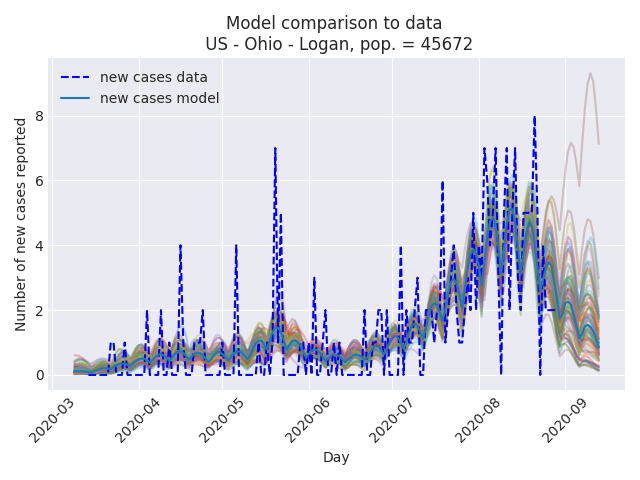 Model comparison to data
US - Ohio - Logan, pop. = 45672
new cases data
new cases model
Number of new cases reported
8
6
4
2
0
2020-03
2020-04
2020-05
2020-06
2020-07
2020-08
2020-09
Day